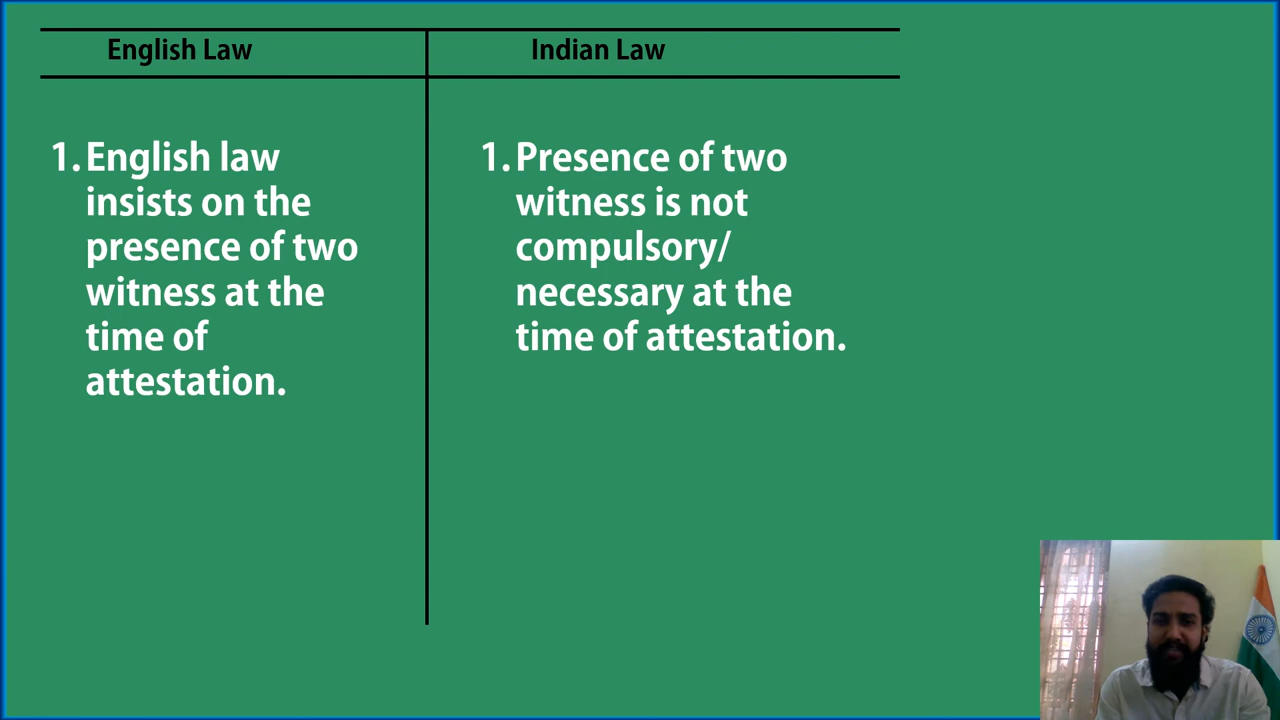 English Law
Indian Law
1. English law
insists on the
presence of two
witness at the
time of
attestation.
1. Presence of two
witness is not
compulsory/
necessary at the
time of attestation.